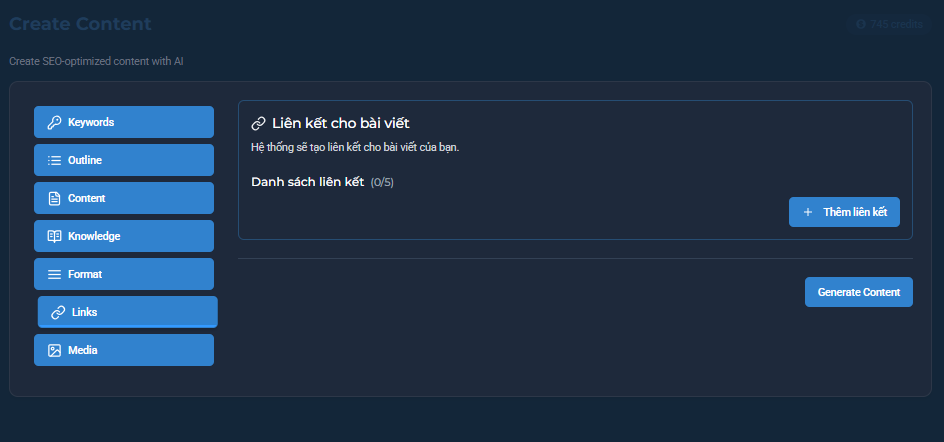 Create Content
745 credits
Create SEO-optimized content with AI
Keywords
Outline
Content
Knowledge
Format
Links
Media
Liên kết cho bài viết
Hệ thống sẽ tạo liên kết cho bài viết của bạn.
Danh sách liên kết (0/5)
+ Thêm liên kết
Generate Content